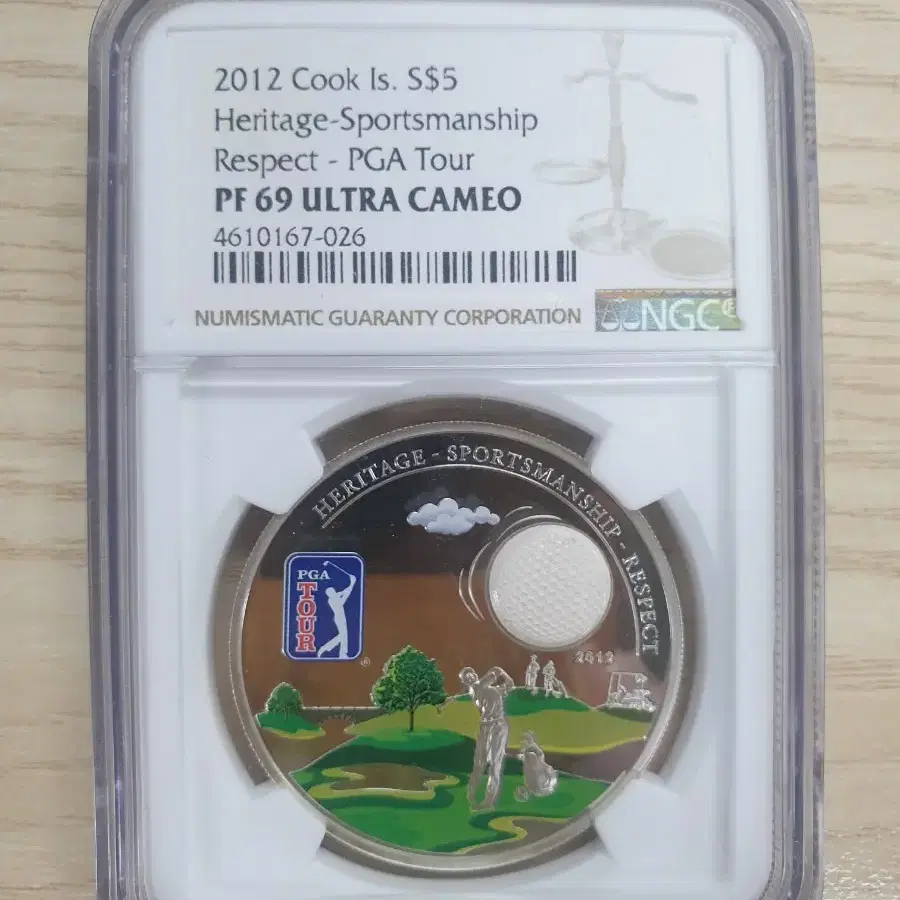 2012 Cook Is. S$5
Heritage-Sportsmanship
Respect - PGA Tour
PF 69 ULTRA CAMEO
4610167-026
NUMISMATIC GUARANTY CORPORATION
NGC®
HERITAGE - SPORTSMANSHIP - RESPECT
PGA
TOUR
®
2012